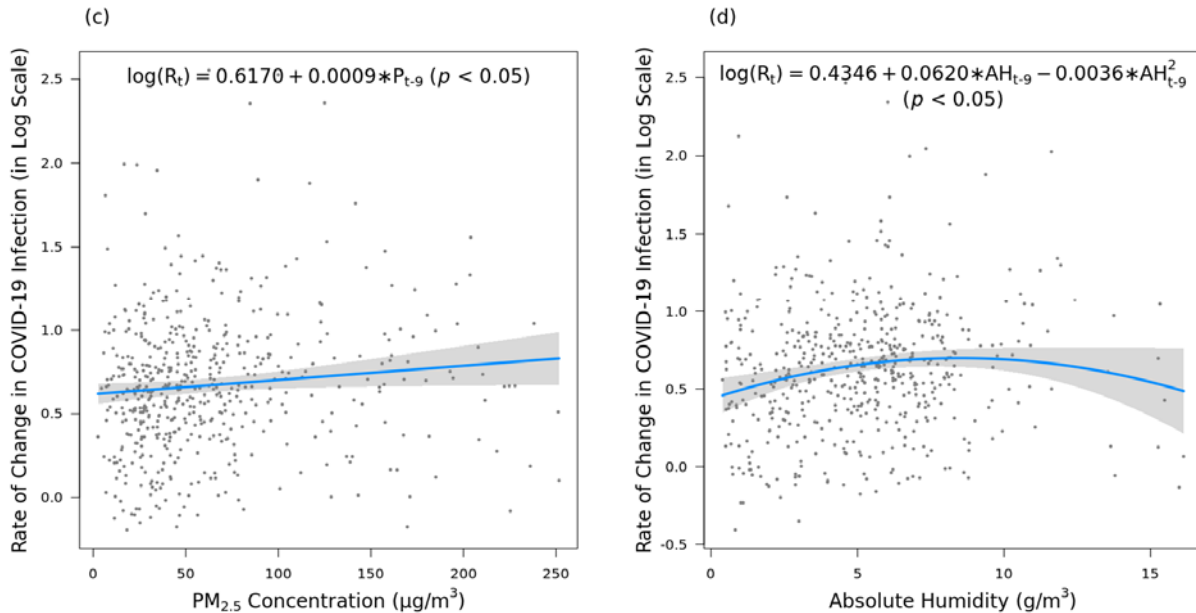 (c)
(d)
log(Rₜ) = 0.6170 + 0.0009∗Pₜ₋₉ (p < 0.05)
log(Rₜ) = 0.4346 + 0.0620∗AHₜ₋₉ − 0.0036∗AH²ₜ₋₉
(p < 0.05)
Rate of Change in COVID-19 Infection (in Log Scale)
2.5
2.0
1.5
1.0
0.5
0.0
0
50
100
150
200
250
PM₂.₅ Concentration (μg/m³)
Rate of Change in COVID-19 Infection (in Log Scale)
2.5
2.0
1.5
1.0
0.5
0.0
-0.5
0
5
10
15
Absolute Humidity (g/m³)